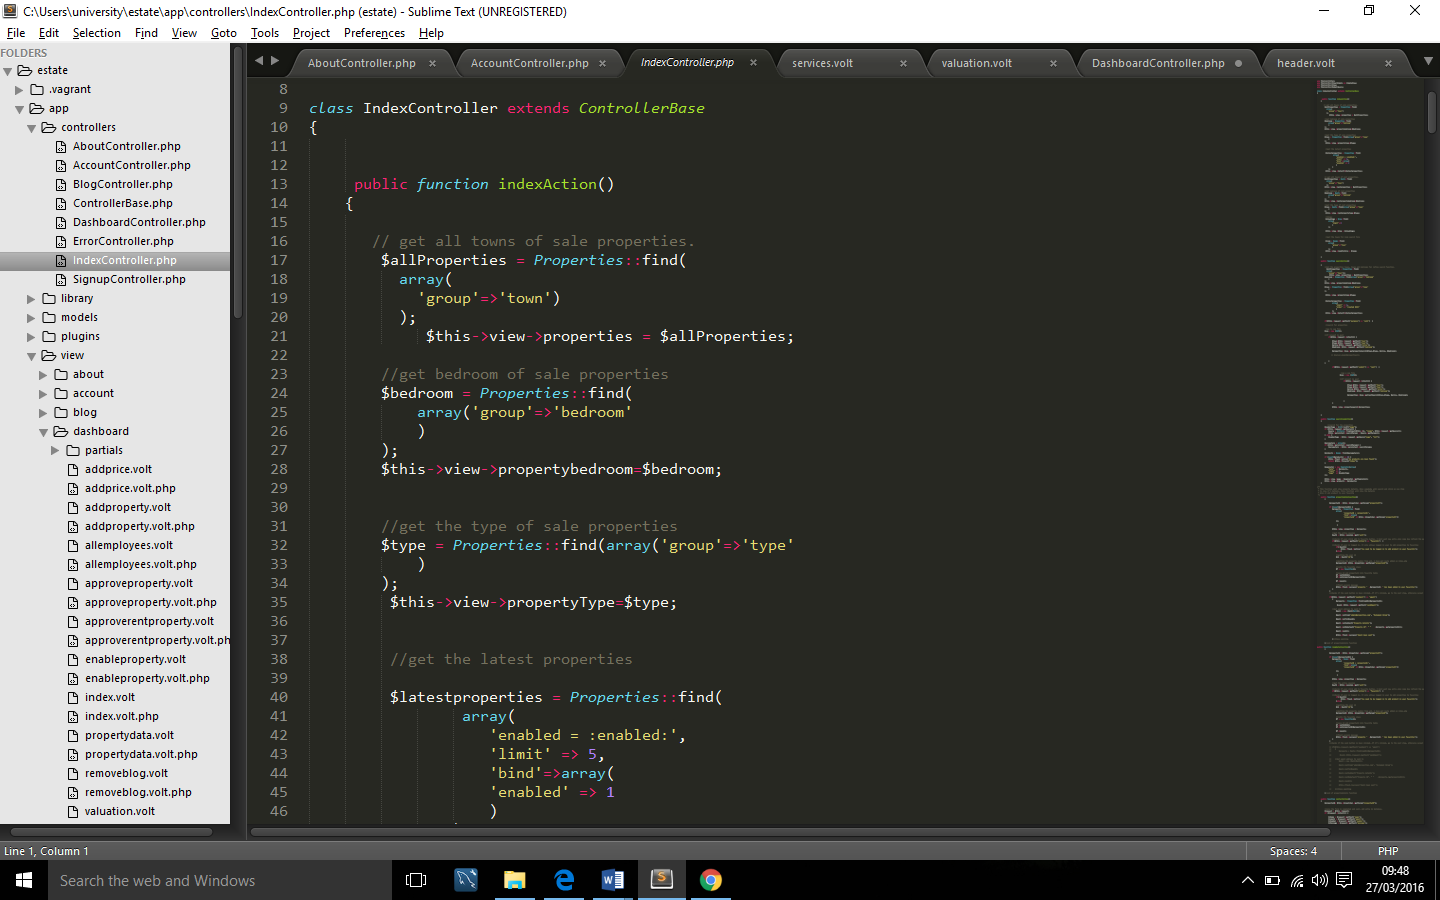 C:\Users\university\estate\app\controllers\IndexController.php (estate) - Sublime Text (UNREGISTERED)
File Edit Selection Find View Goto Tools Project Preferences Help
FOLDERS
estate
.vagrant
app
controllers
AboutController.php
AccountController.php
BlogController.php
ControllerBase.php
DashboardController.php
ErrorController.php
IndexController.php
SignupController.php
library
models
plugins
view
about
account
blog
dashboard
partials
addprice.volt
addprice.volt.php
addproperty.volt
addproperty.volt.php
allemployees.volt
allemployees.volt.php
approveproperty.volt
approveproperty.volt.php
approverentproperty.volt
approverentproperty.volt.ph
enableproperty.volt
enableproperty.volt.php
index.volt
index.volt.php
propertydata.volt
propertydata.volt.php
removeblog.volt
removeblog.volt.php
valuation.volt
AboutController.php × AccountController.php × IndexController.php × services.volt × valuation.volt × DashboardController.php header.volt ×
8
9 class IndexController extends ControllerBase
10 {
11
12
13 public function indexAction()
14 {
15
16 // get all towns of sale properties.
17 $allProperties = Properties::find(
18 array(
19 'group'=>'town')
20 );
21 $this->view->properties = $allProperties;
22
23 //get bedroom of sale properties
24 $bedroom = Properties::find(
25 array('group'=>'bedroom'
26 )
27 );
28 $this->view->propertybedroom=$bedroom;
29
30
31 //get the type of sale properties
32 $type = Properties::find(array('group'=>'type'
33 )
34 );
35 $this->view->propertyType=$type;
36
37
38 //get the latest properties
39
40 $latestproperties = Properties::find(
41 array(
42 'enabled = :enabled:',
43 'limit' => 5,
44 'bind'=>array(
45 'enabled' => 1
46 )
Line 1, Column 1
Spaces: 4 PHP
Search the web and Windows
09:48
27/03/2016